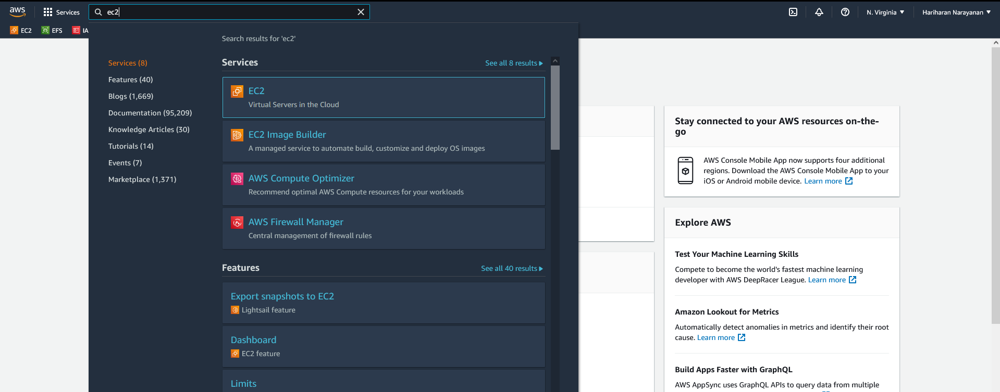 aws
Services
ec2
N. Virginia
Hariharan Narayanan
EC2
EFS
IA
Search results for 'ec2'
Services (8)
Features (40)
Blogs (1,669)
Documentation (95,209)
Knowledge Articles (30)
Tutorials (14)
Events (7)
Marketplace (1,371)
Services
See all 8 results
EC2
Virtual Servers in the Cloud
EC2 Image Builder
A managed service to automate build, customize and deploy OS images
AWS Compute Optimizer
Recommend optimal AWS Compute resources for your workloads
AWS Firewall Manager
Central management of firewall rules
Features
See all 40 results
Export snapshots to EC2
Lightsail feature
Dashboard
EC2 feature
Limits
Stay connected to your AWS resources on-the-
go
AWS Console Mobile App now supports four additional
regions. Download the AWS Console Mobile App to your
iOS or Android mobile device. Learn more
Explore AWS
Test Your Machine Learning Skills
Compete to become the world's fastest machine learning
developer with AWS DeepRacer League. Learn more
Amazon Lookout for Metrics
Automatically detect anomalies in metrics and identify their root
cause. Learn more
Build Apps Faster with GraphQL
AWS AppSync uses GraphQL APIs to query data from multiple